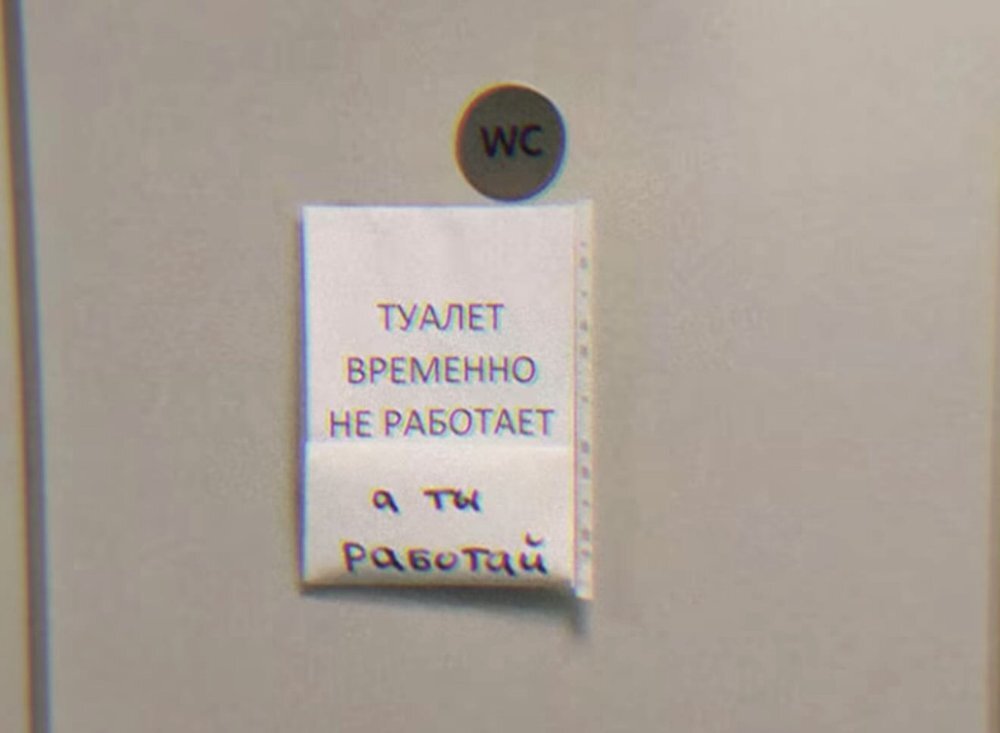 WC
ТУАЛЕТ
ВРЕМЕННО
НЕ РАБОТАЕТ
а ты
работай